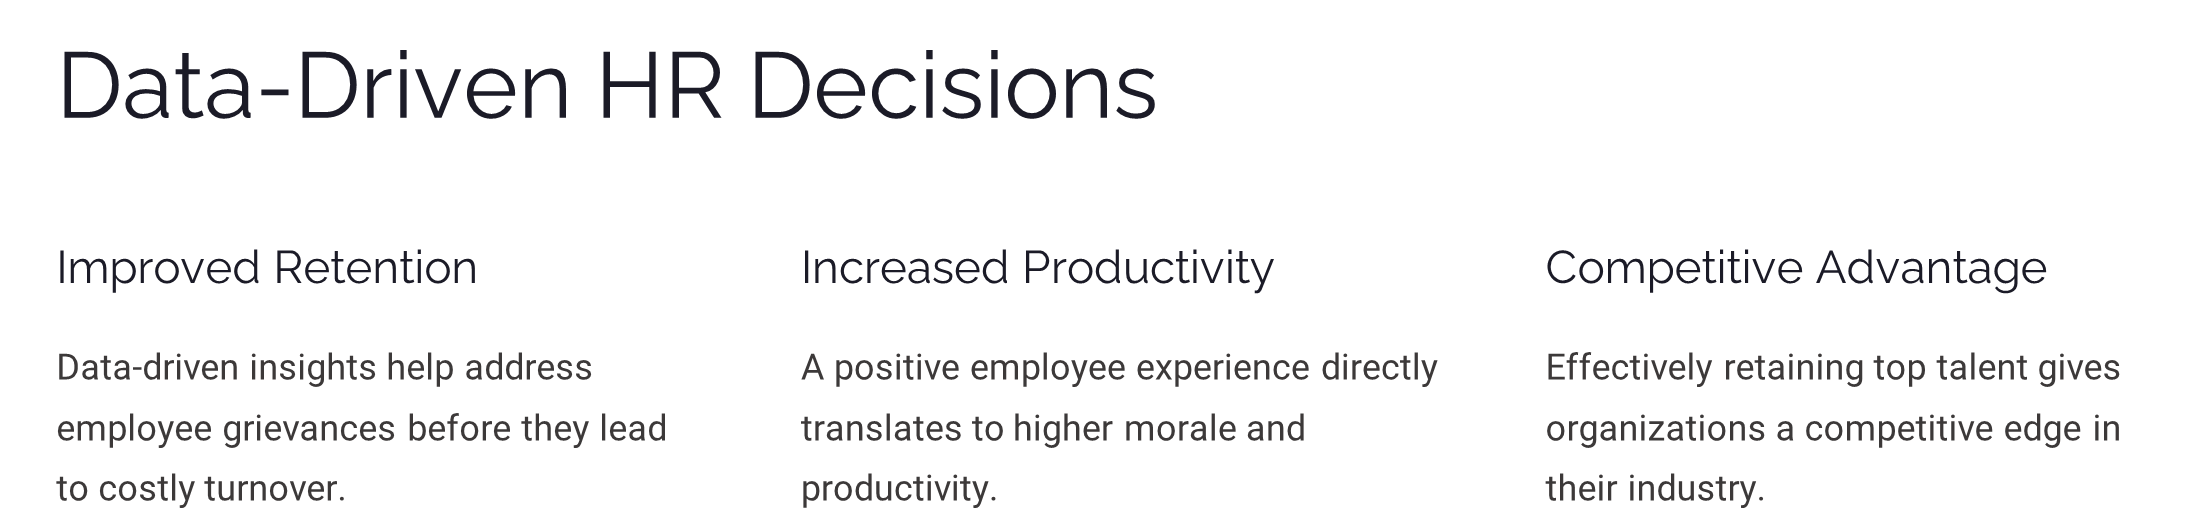 Data-Driven HR Decisions
Improved Retention
Data-driven insights help address
employee grievances before they lead
to costly turnover.
Increased Productivity
A positive employee experience directly
translates to higher morale and
productivity.
Competitive Advantage
Effectively retaining top talent gives
organizations a competitive edge in
their industry.